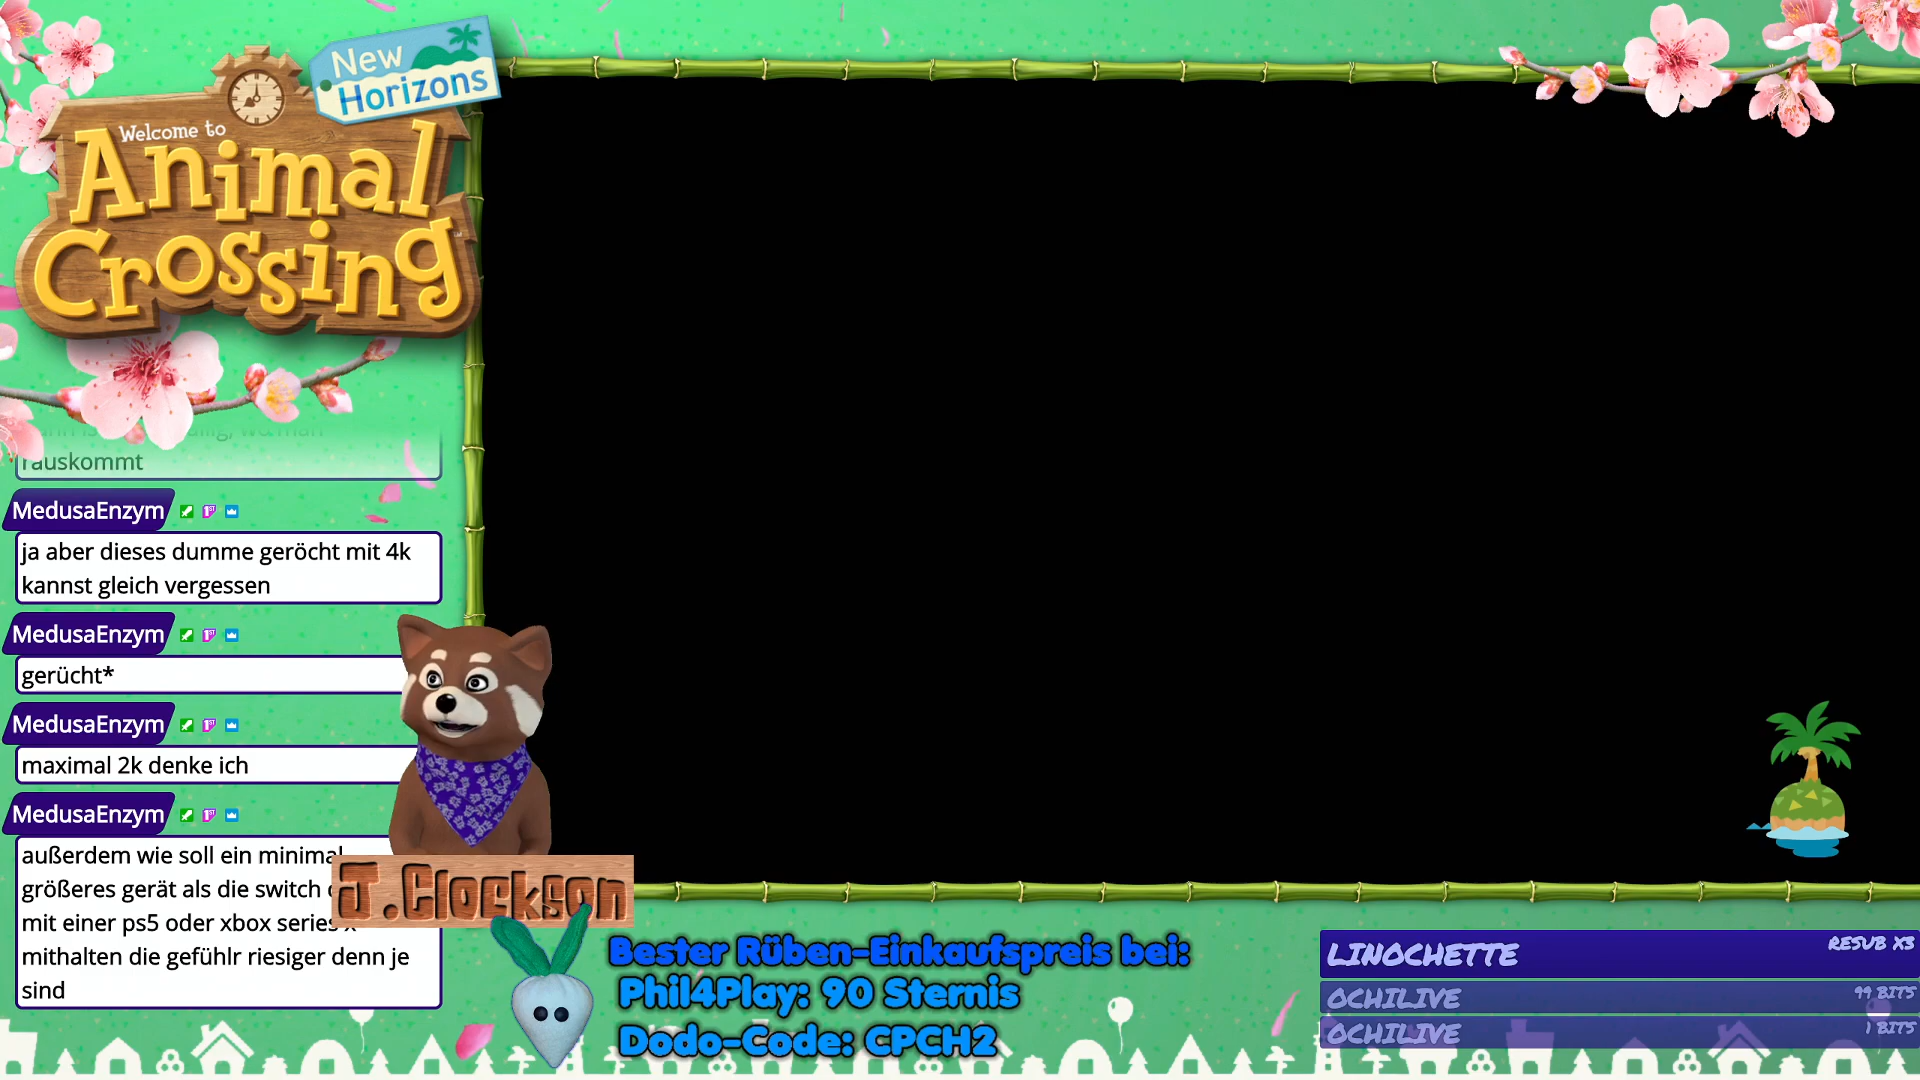 New
Horizons
Welcome to
Animal
Crossing
rauskommt
MedusaEnzym
ja aber dieses dumme geröcht mit 4k
kannst gleich vergessen
MedusaEnzym
gerücht*
MedusaEnzym
maximal 2k denke ich
MedusaEnzym
außerdem wie soll ein minimal
größeres gerät als die switch
mit einer ps5 oder xbox series x
mithalten die gefühlr riesiger denn je
sind
J.Clockson
Bester Rüben-Einkaufspreis bei:
Phil4Play: 90 Sternis
Dodo-Code: CPCH2
LINOCHETTE RESUB X3
OCHILIVE 99 BITS
OCHILIVE 1 BITS